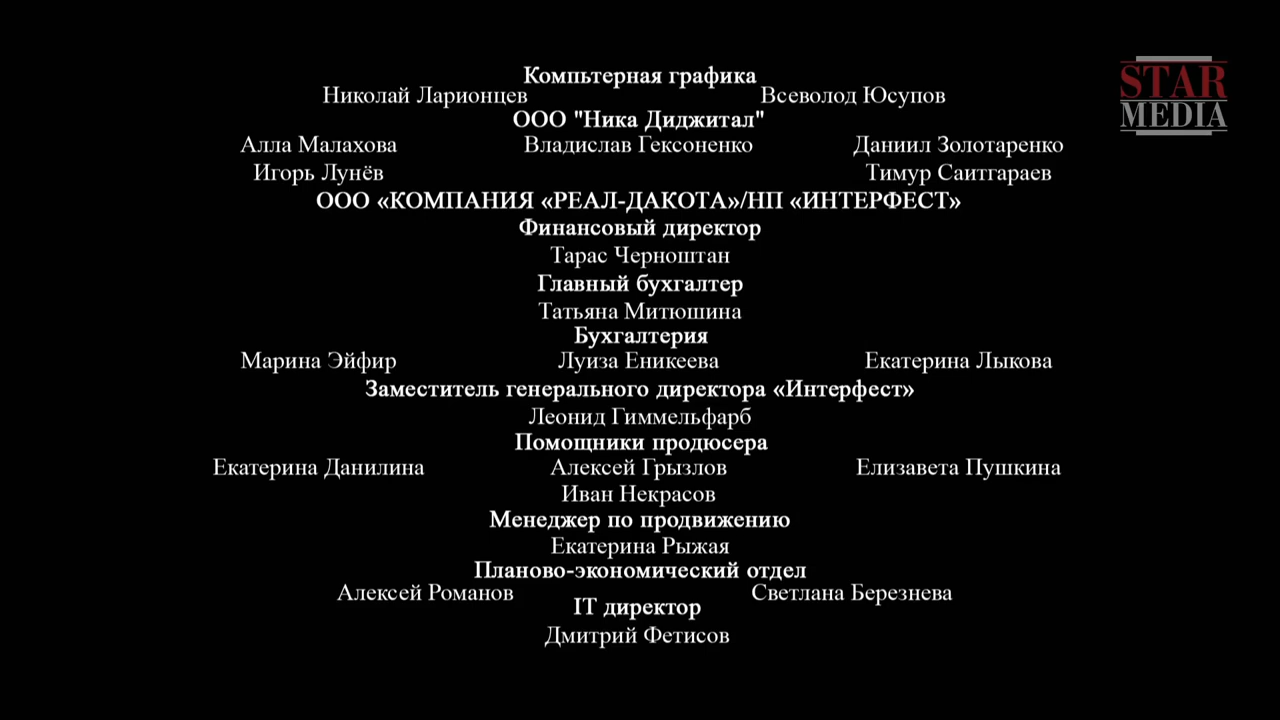 Компьтерная графика
Николай Ларионцев Всеволод Юсупов
ООО "Ника Диджитал"
Алла Малахова Владислав Гексоненко Даниил Золотаренко
Игорь Лунёв Тимур Саитгараев
ООО «КОМПАНИЯ «РЕАЛ-ДАКОТА»/НП «ИНТЕРФЕСТ»
Финансовый директор
Тарас Черноштан
Главный бухгалтер
Татьяна Митюшина
Бухгалтерия
Марина Эйфир Луиза Еникеева Екатерина Лыкова
Заместитель генерального директора «Интерфест»
Леонид Гиммельфарб
Помощники продюсера
Екатерина Данилина Алексей Грызлов Елизавета Пушкина
Иван Некрасов
Менеджер по продвижению
Екатерина Рыжая
Планово-экономический отдел
Алексей Романов Светлана Березнева
IT директор
Дмитрий Фетисов
STAR
MEDIA